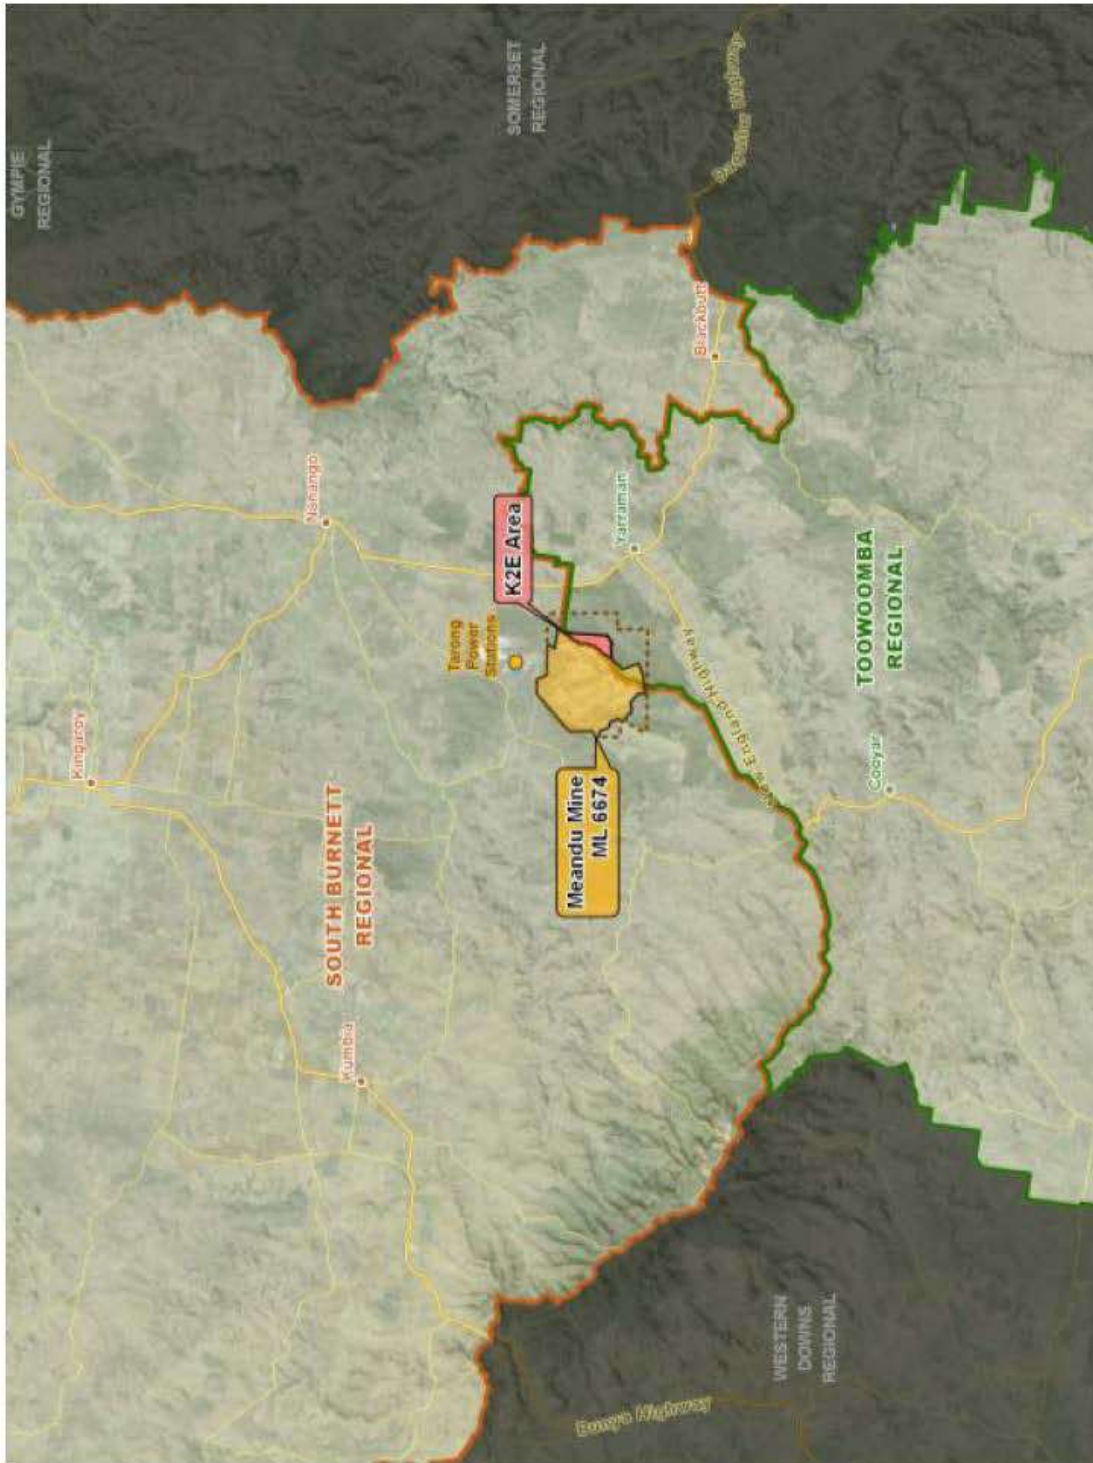 GYMPIE
REGIONAL
SOMERSET
REGIONAL
Kingaroy
Nanango
SOUTH BURNETT
REGIONAL
Kumbia
Tarong
Power
Stations
K2E Area
Meandu Mine
ML 6674
Yarraman
Blackbutt
New England Highway
TOOWOOMBA
REGIONAL
Cooyar
WESTERN
DOWNS
REGIONAL
Bunya Highway
Highway